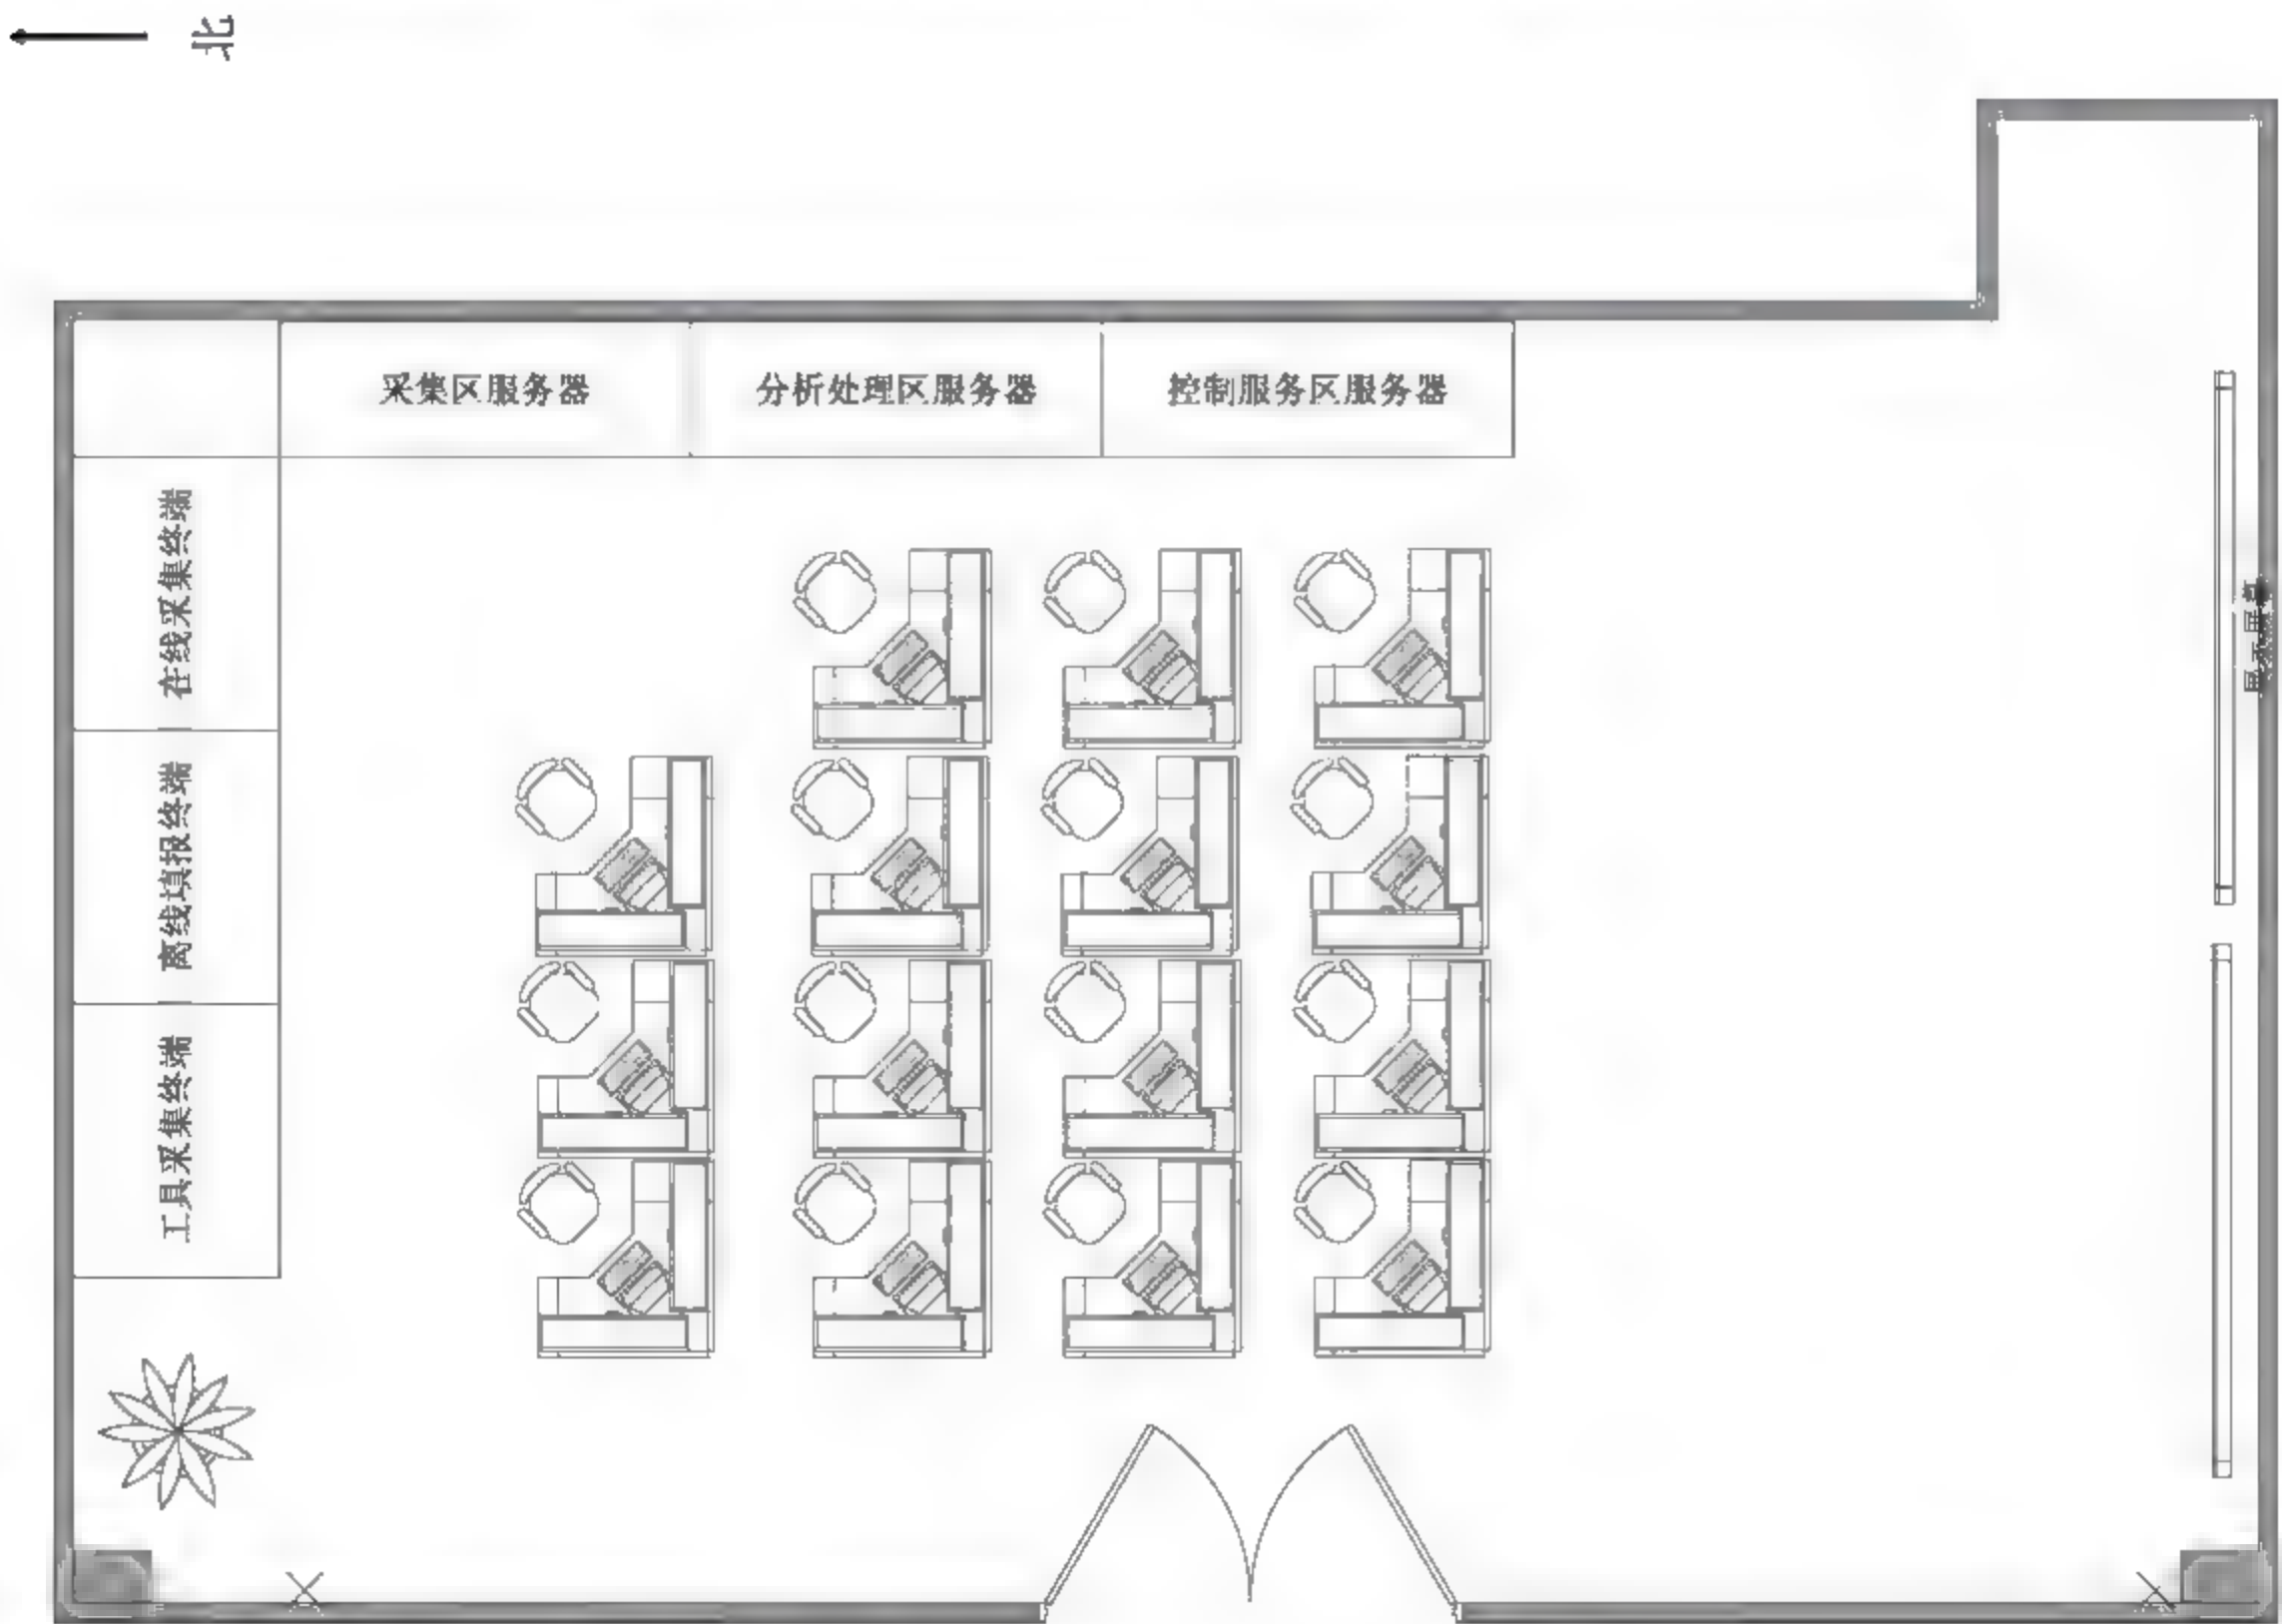 北
采集区服务器
分析处理区服务器
控制服务区服务器
在线采集终端
离线填报终端
工具采集终端